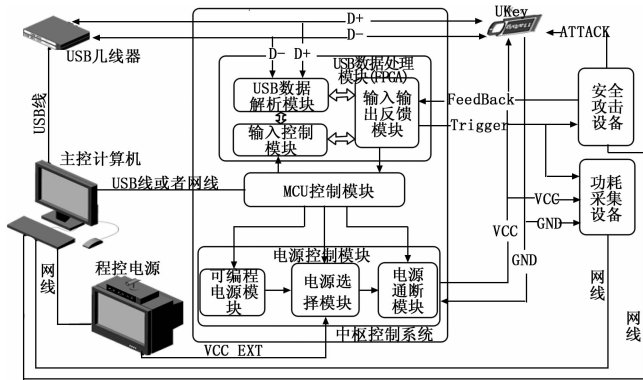 UKey
D+
D-
ATTACK
D- D+
USB几线器
USB数据处理
模块(FPGA)
USB数据
解析模块
输入输
出反馈
模块
FeedBack
安全
攻击
设备
USB线
Trigger
输入控制
模块
主控计算机
USB线或者网线
MCU控制模块
功耗
采集
设备
VCC
GND
VCC
GND
电源控制模块
网线
程控电源
可编程
电源模
块
电源选
择模块
电源
通断
模块
网线
网线
中枢控制系统
VCC EXT